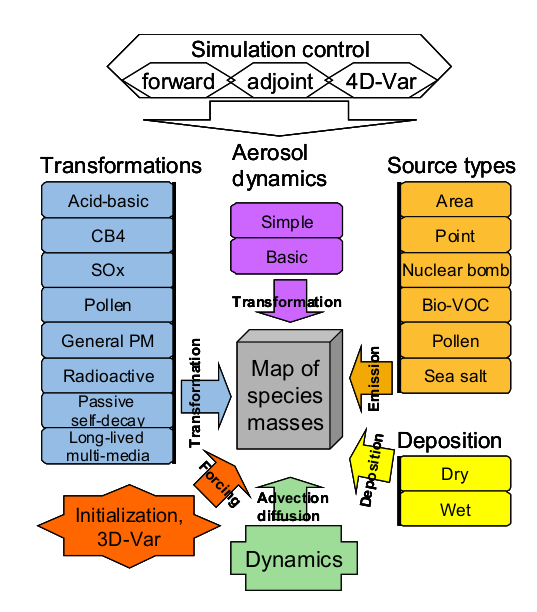 Simulation control
forward adjoint 4D-Var
Transformations
Acid-basic
CB4
SOx
Pollen
General PM
Radioactive
Passive
self-decay
Long-lived
multi-media
Aerosol
dynamics
Simple
Basic
Transformation
Source types
Area
Point
Nuclear bomb
Bio-VOC
Pollen
Sea salt
Transformation
Map of
species
masses
Emission
Deposition
Dry
Wet
Deposition
Forcing
Advection
diffusion
Initialization,
3D-Var
Dynamics